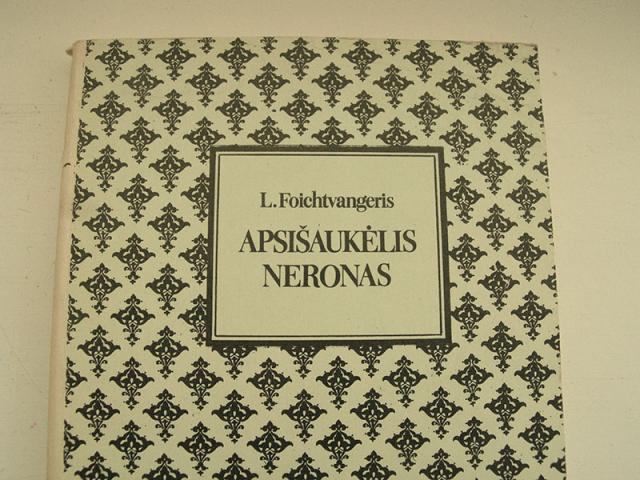 L. Foichtvangeris
APSIŠAUKĖLIS
NERONAS